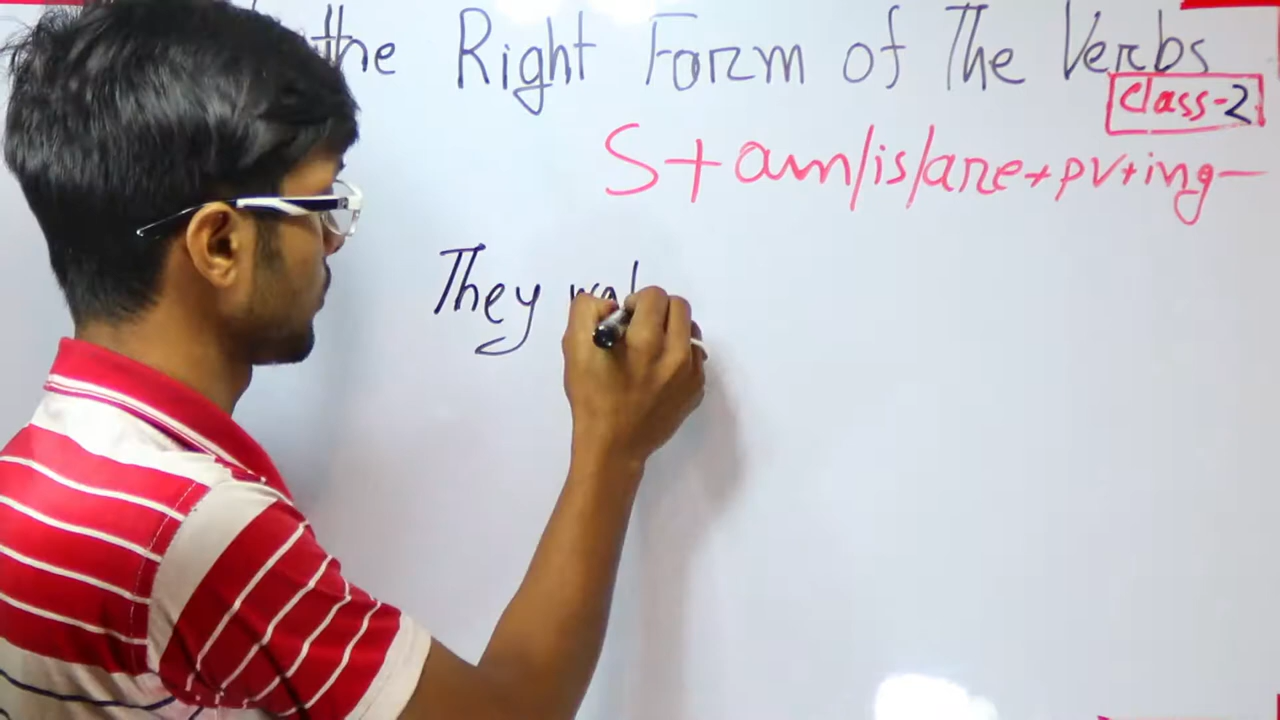 the Right Form of The Verbs
Class-2
S+am/is/are+pv+ing-
They